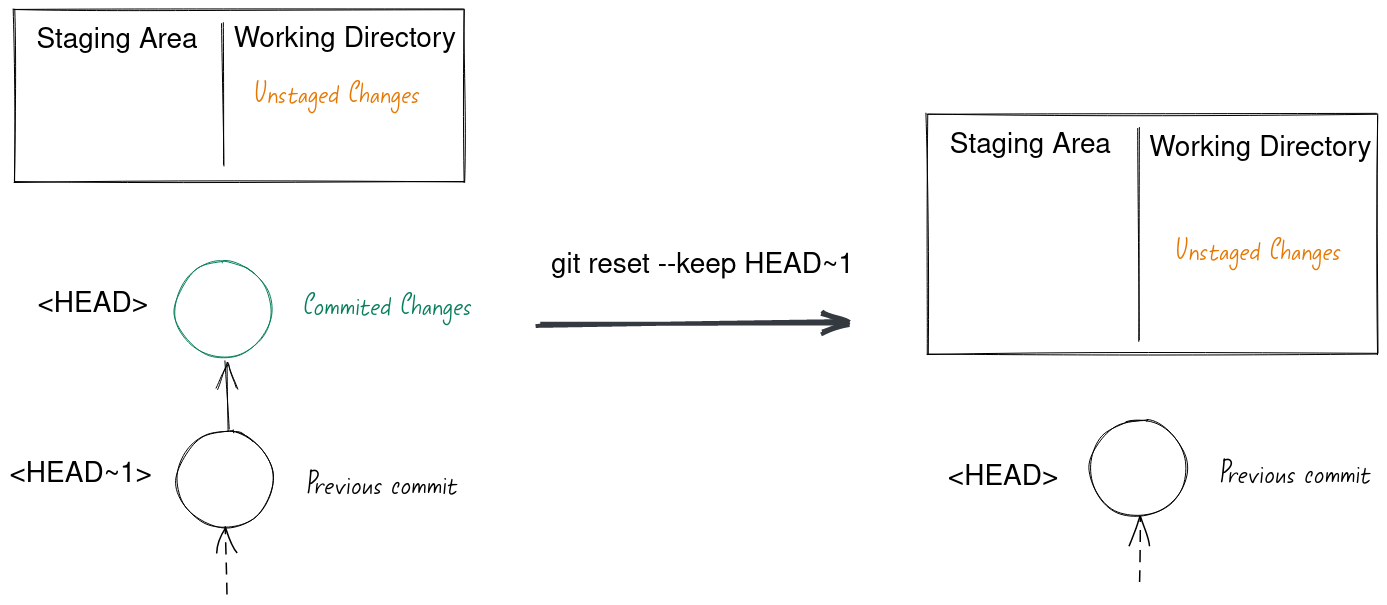 Staging Area
Working Directory
Unstaged Changes
<HEAD>
Commited Changes
<HEAD~1>
Previous commit
git reset --keep HEAD~1
Staging Area
Working Directory
Unstaged Changes
<HEAD>
Previous commit